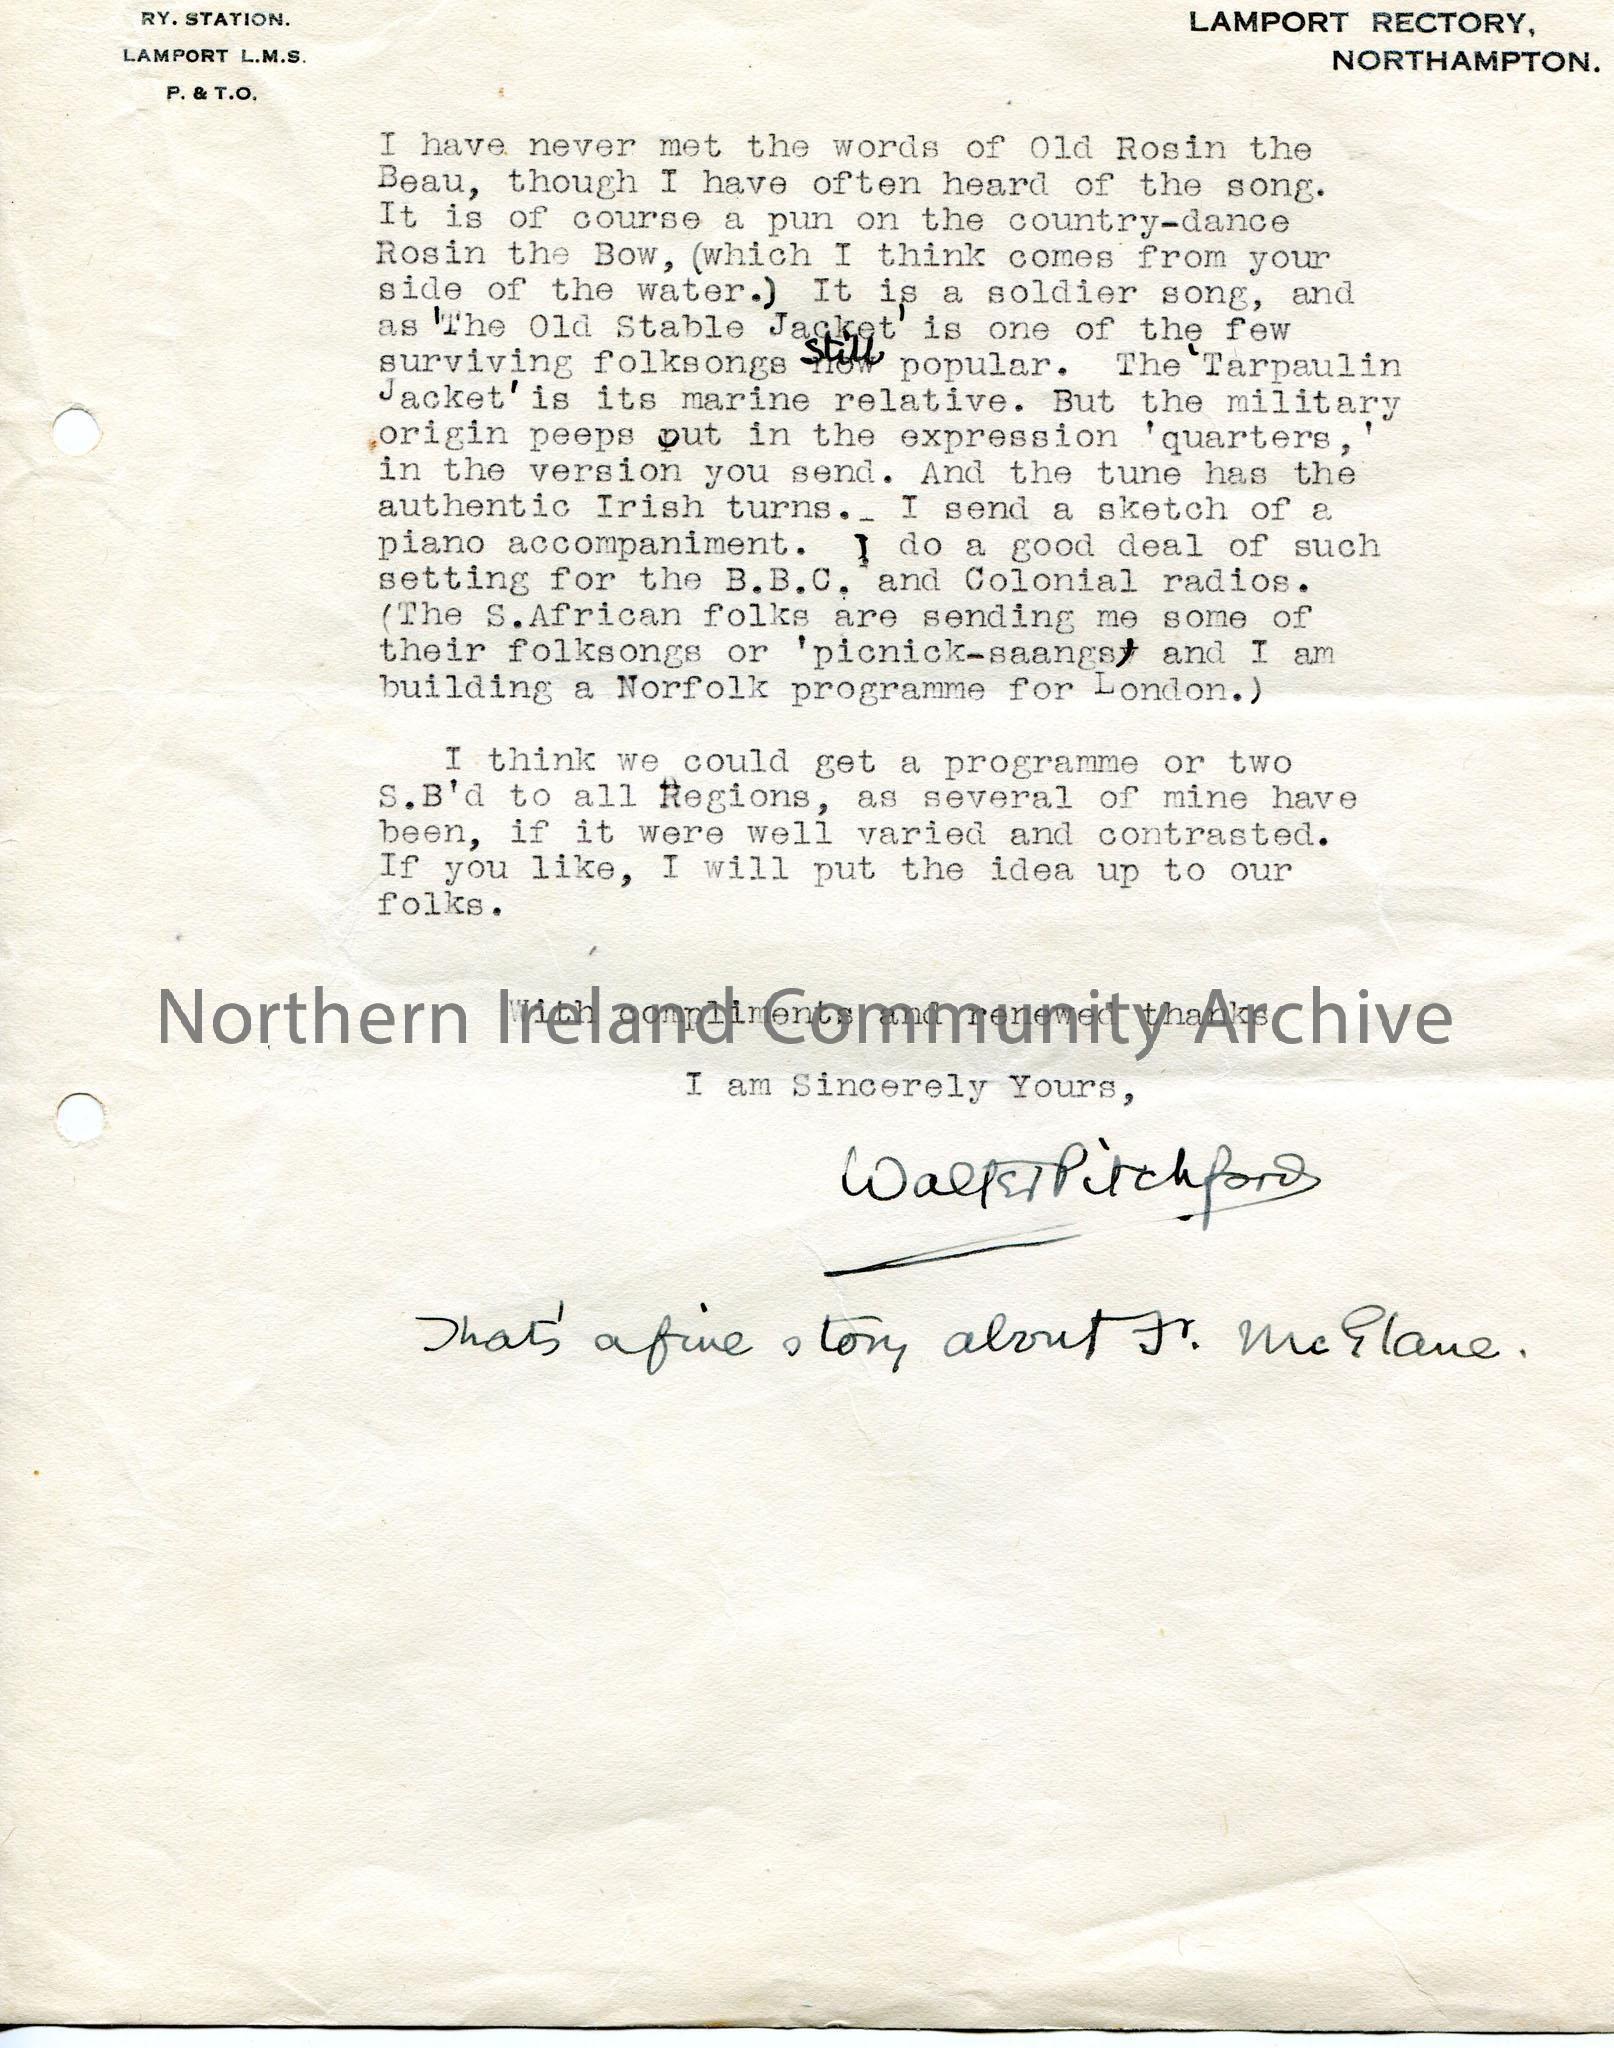 RY. STATION.
LAMPORT L.M.S.
P. & T.O.
LAMPORT RECTORY,
NORTHAMPTON.
I have never met the words of Old Rosin the
Beau, though I have often heard of the song.
It is of course a pun on the country-dance
Rosin the Bow, (which I think comes from your
side of the water.) It is a soldier song, and
as 'The Old Stable Jacket' is one of the few
surviving folksongs still popular. The 'Tarpaulin
Jacket' is its marine relative. But the military
origin peeps out in the expression 'quarters,'
in the version you send. And the tune has the
authentic Irish turns._ I send a sketch of a
piano accompaniment. I do a good deal of such
setting for the B.B.C. and Colonial radios.
(The S.African folks are sending me some of
their folksongs or 'picnick-saangs' and I am
building a Norfolk programme for London.)
I think we could get a programme or two
S.B'd to all Regions, as several of mine have
been, if it were well varied and contrasted.
If you like, I will put the idea up to our
folks.
With compliments and renewed thanks
Northern Ireland Community Archive
I am Sincerely Yours,
Walter Pitchford
That's a fine story about Fr. McElane.